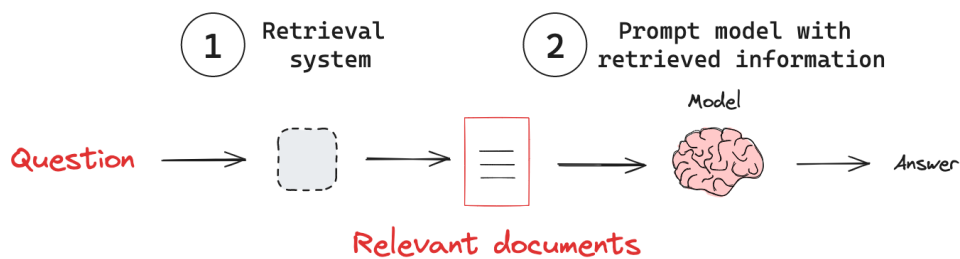 1
Retrieval
system
2
Prompt model with
retrieved information
Model
Question
Answer
Relevant documents